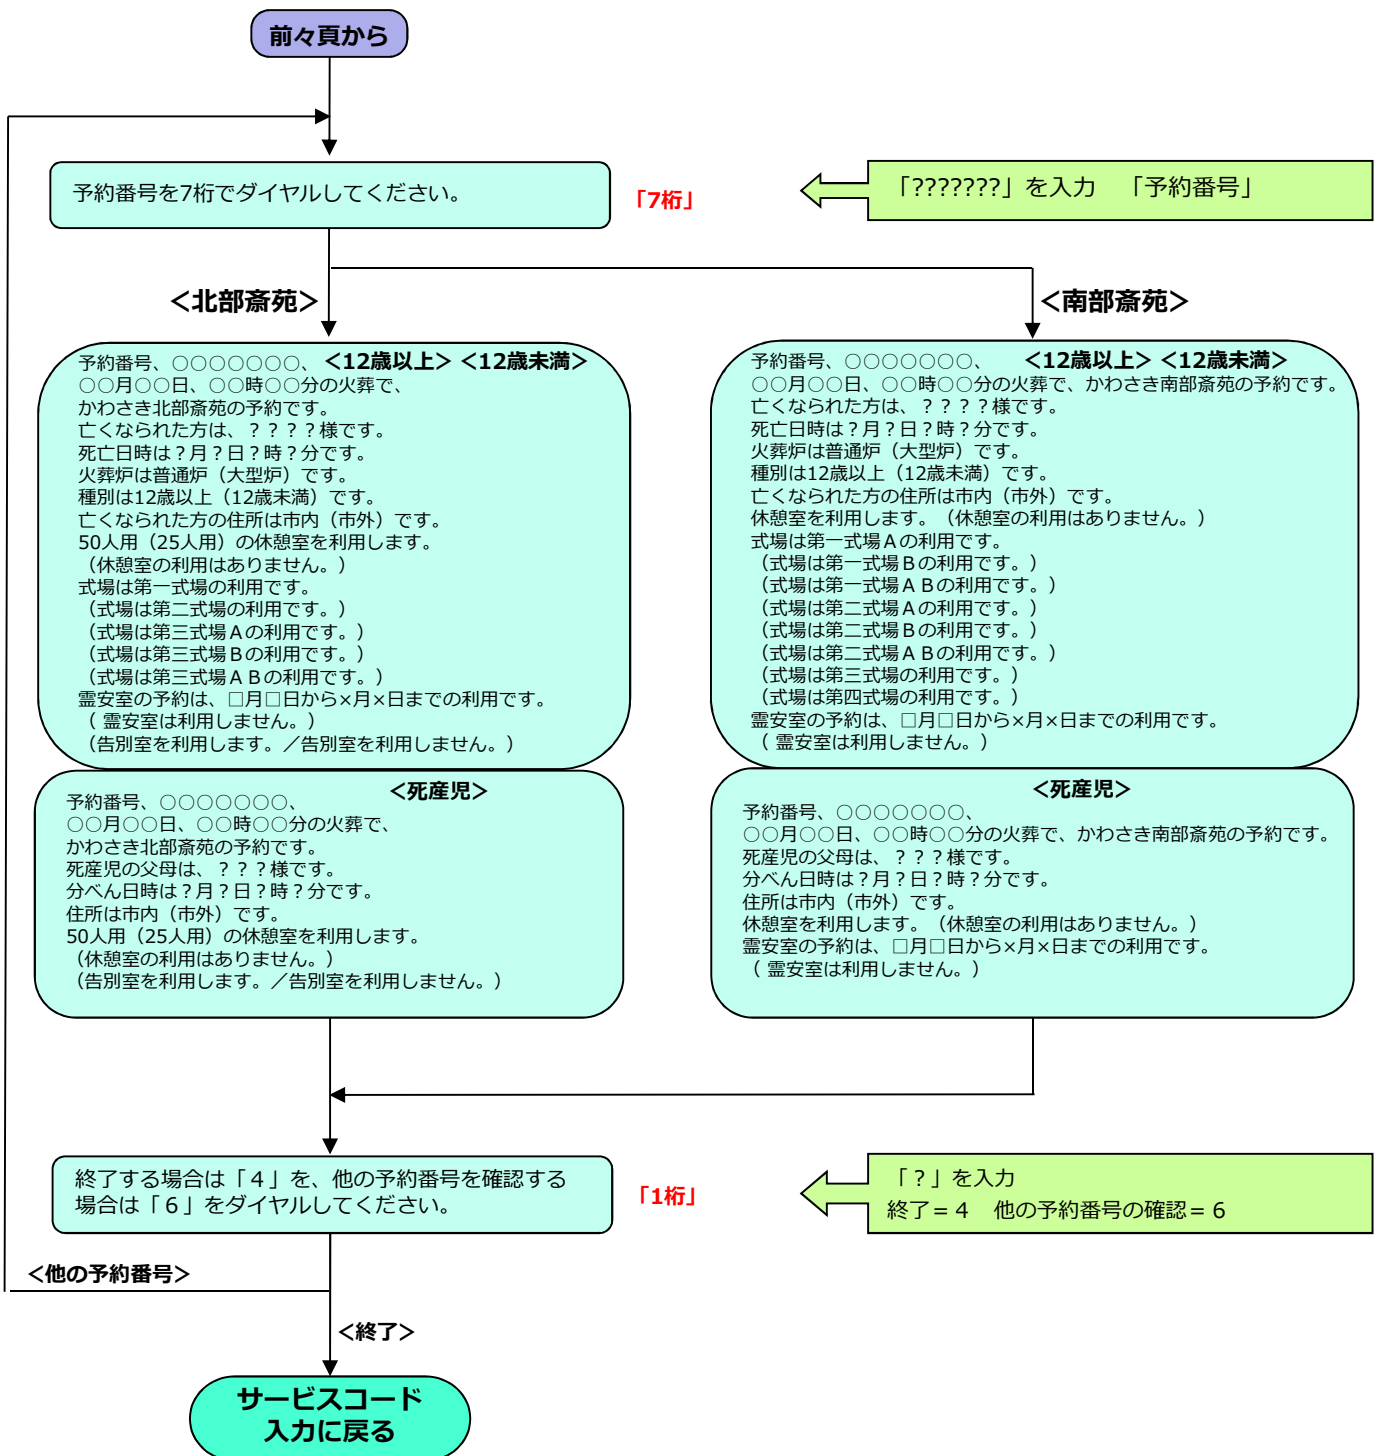 前々頁から
予約番号を7桁でダイヤルしてください。
「7桁」
「???????」を入力　「予約番号」
＜北部斎苑＞
＜南部斎苑＞
予約番号、○○○○○○○、 ＜12歳以上＞＜12歳未満＞
○○月○○日、○○時○○分の火葬で、
かわさき北部斎苑の予約です。
亡くなられた方は、？？？？様です。
死亡日時は？月？日？時？分です。
火葬炉は普通炉（大型炉）です。
種別は12歳以上（12歳未満）です。
亡くなられた方の住所は市内（市外）です。
50人用（25人用）の休憩室を利用します。
（休憩室の利用はありません。）
式場は第一式場の利用です。
（式場は第二式場の利用です。）
（式場は第三式場Ａの利用です。）
（式場は第三式場Ｂの利用です。）
（式場は第三式場ＡＢの利用です。）
霊安室の予約は、□月□日から×月×日までの利用です。
（ 霊安室は利用しません。）
（告別室を利用します。／告別室を利用しません。）
予約番号、○○○○○○○、 ＜12歳以上＞＜12歳未満＞
○○月○○日、○○時○○分の火葬で、かわさき南部斎苑の予約です。
亡くなられた方は、？？？？様です。
死亡日時は？月？日？時？分です。
火葬炉は普通炉（大型炉）です。
種別は12歳以上（12歳未満）です。
亡くなられた方の住所は市内（市外）です。
休憩室を利用します。（休憩室の利用はありません。）
式場は第一式場Ａの利用です。
（式場は第一式場Ｂの利用です。）
（式場は第一式場ＡＢの利用です。）
（式場は第二式場Ａの利用です。）
（式場は第二式場Ｂの利用です。）
（式場は第二式場ＡＢの利用です。）
（式場は第三式場の利用です。）
（式場は第四式場の利用です。）
霊安室の予約は、□月□日から×月×日までの利用です。
（ 霊安室は利用しません。）
＜死産児＞
予約番号、○○○○○○○、
○○月○○日、○○時○○分の火葬で、
かわさき北部斎苑の予約です。
死産児の父母は、？？？様です。
分べん日時は？月？日？時？分です。
住所は市内（市外）です。
50人用（25人用）の休憩室を利用します。
（休憩室の利用はありません。）
（告別室を利用します。／告別室を利用しません。）
＜死産児＞
予約番号、○○○○○○○、
○○月○○日、○○時○○分の火葬で、かわさき南部斎苑の予約です。
死産児の父母は、？？？様です。
分べん日時は？月？日？時？分です。
住所は市内（市外）です。
休憩室を利用します。（休憩室の利用はありません。）
霊安室の予約は、□月□日から×月×日までの利用です。
（ 霊安室は利用しません。）
終了する場合は「４」を、他の予約番号を確認する
場合は「６」をダイヤルしてください。
「1桁」
「？」を入力
終了＝４　他の予約番号の確認＝６
＜他の予約番号＞
＜終了＞
サービスコード
入力に戻る